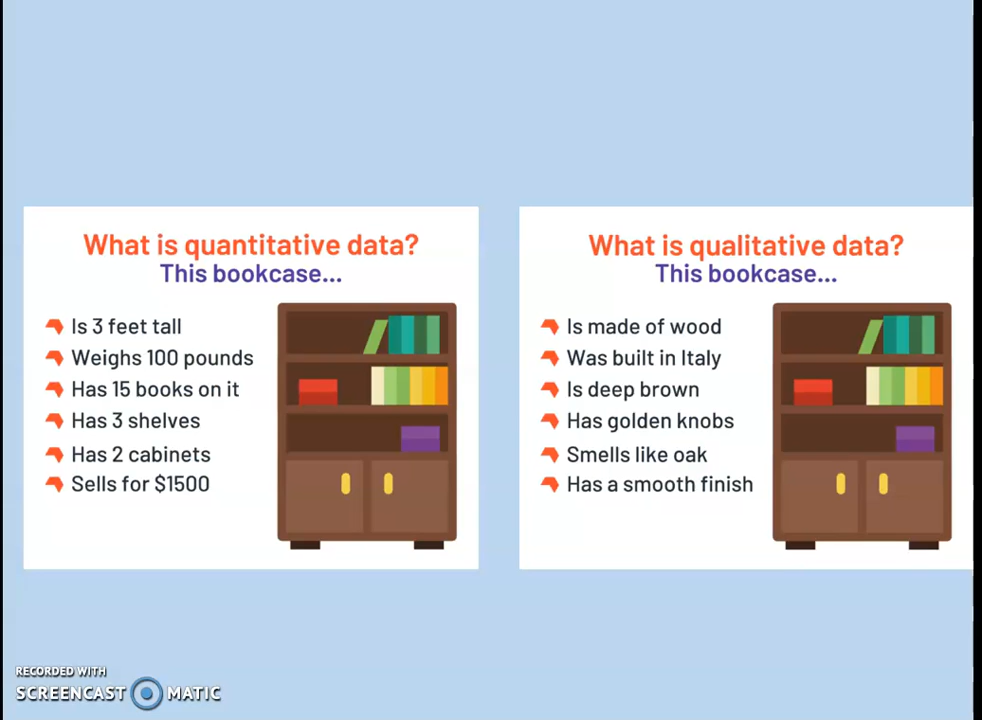 What is quantitative data?
This bookcase...
Is 3 feet tall
Weighs 100 pounds
Has 15 books on it
Has 3 shelves
Has 2 cabinets
Sells for $1500
What is qualitative data?
This bookcase...
Is made of wood
Was built in Italy
Is deep brown
Has golden knobs
Smells like oak
Has a smooth finish
RECORDED WITH
SCREENCAST MATIC